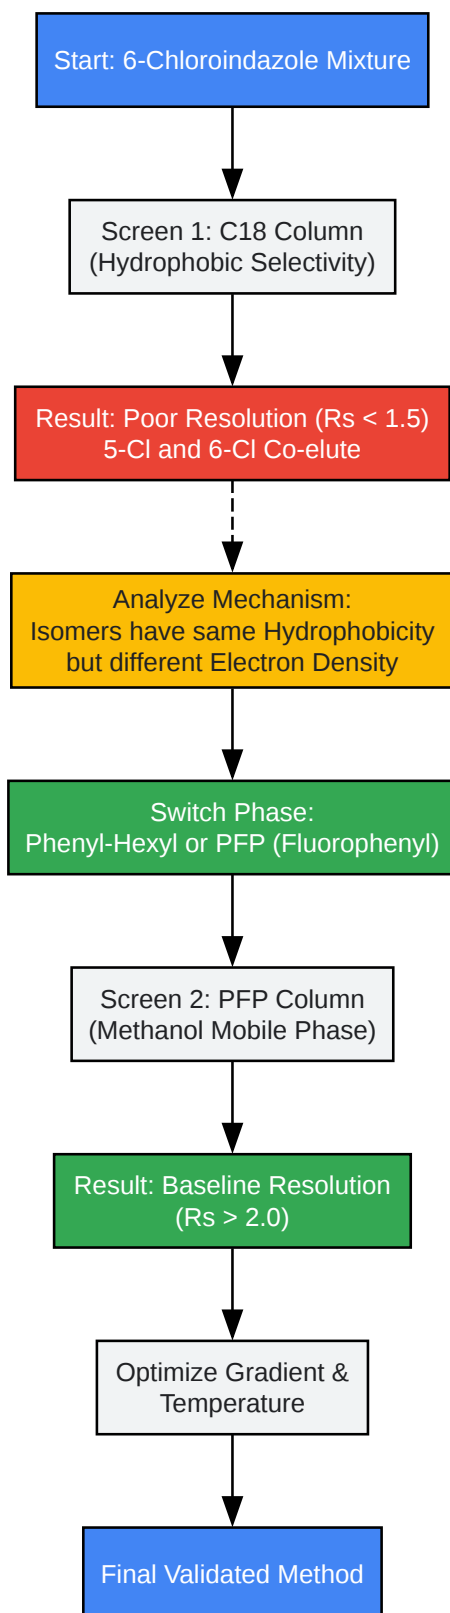 Start: 6-Chloroindazole Mixture
Screen 1: C18 Column
(Hydrophobic Selectivity)
Result: Poor Resolution (Rs < 1.5)
5-Cl and 6-Cl Co-elute
Analyze Mechanism:
Isomers have same Hydrophobicity
but different Electron Density
Switch Phase:
Phenyl-Hexyl or PFP (Fluorophenyl)
Screen 2: PFP Column
(Methanol Mobile Phase)
Result: Baseline Resolution
(Rs > 2.0)
Optimize Gradient &
Temperature
Final Validated Method